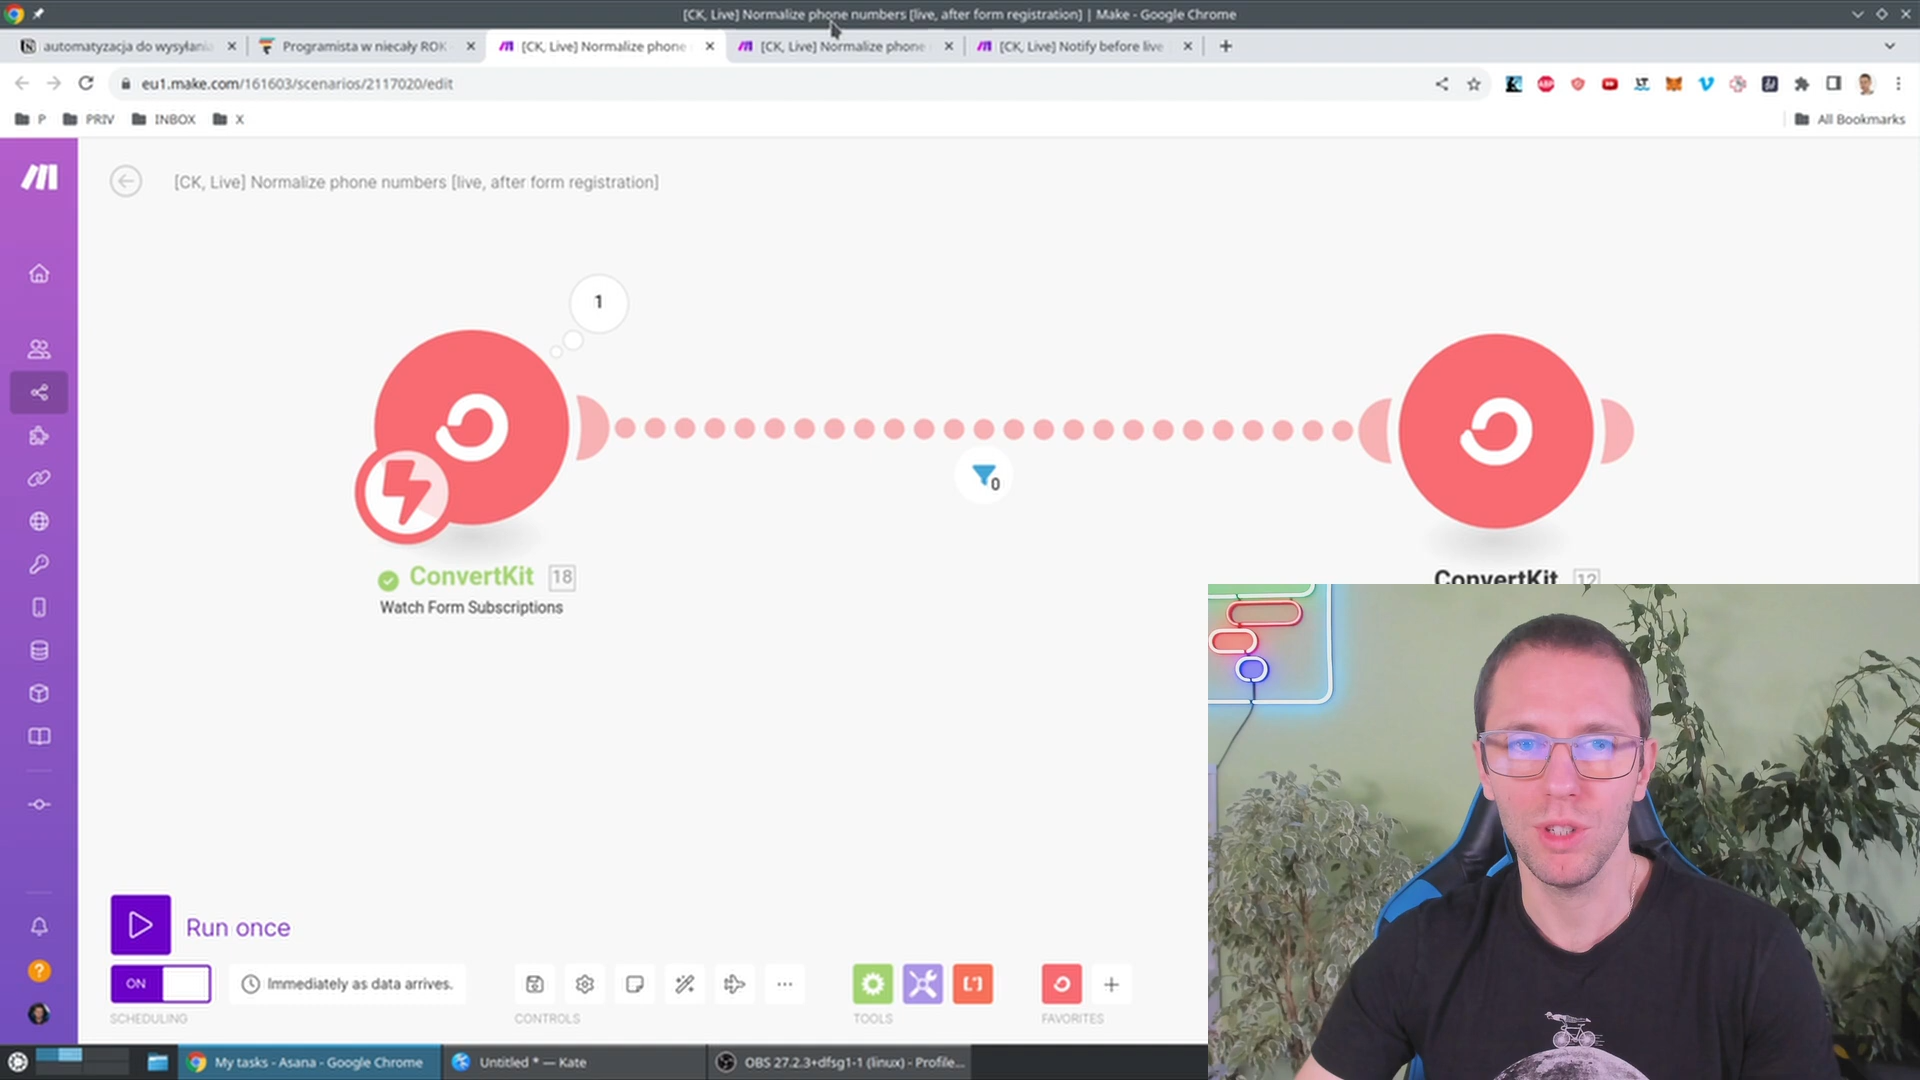 [CK, Live] Normalize phone numbers [live, after form registration] | Make - Google Chrome
automatyzacja do wysyłania
Programista w niecały ROK -
[CK, Live] Normalize phone
[CK, Live] Normalize phone
[CK, Live] Notify before live
eu1.make.com/161603/scenarios/2117020/edit
P
PRIV
INBOX
X
All Bookmarks
[CK, Live] Normalize phone numbers [live, after form registration]
1
0
ConvertKit 18
Watch Form Subscriptions
ConvertKit 12
Run once
ON
Immediately as data arrives.
SCHEDULING
CONTROLS
TOOLS
FAVORITES
My tasks - Asana - Google Chrome
Untitled * — Kate
OBS 27.2.3+dfsg1-1 (linux) - Profile...